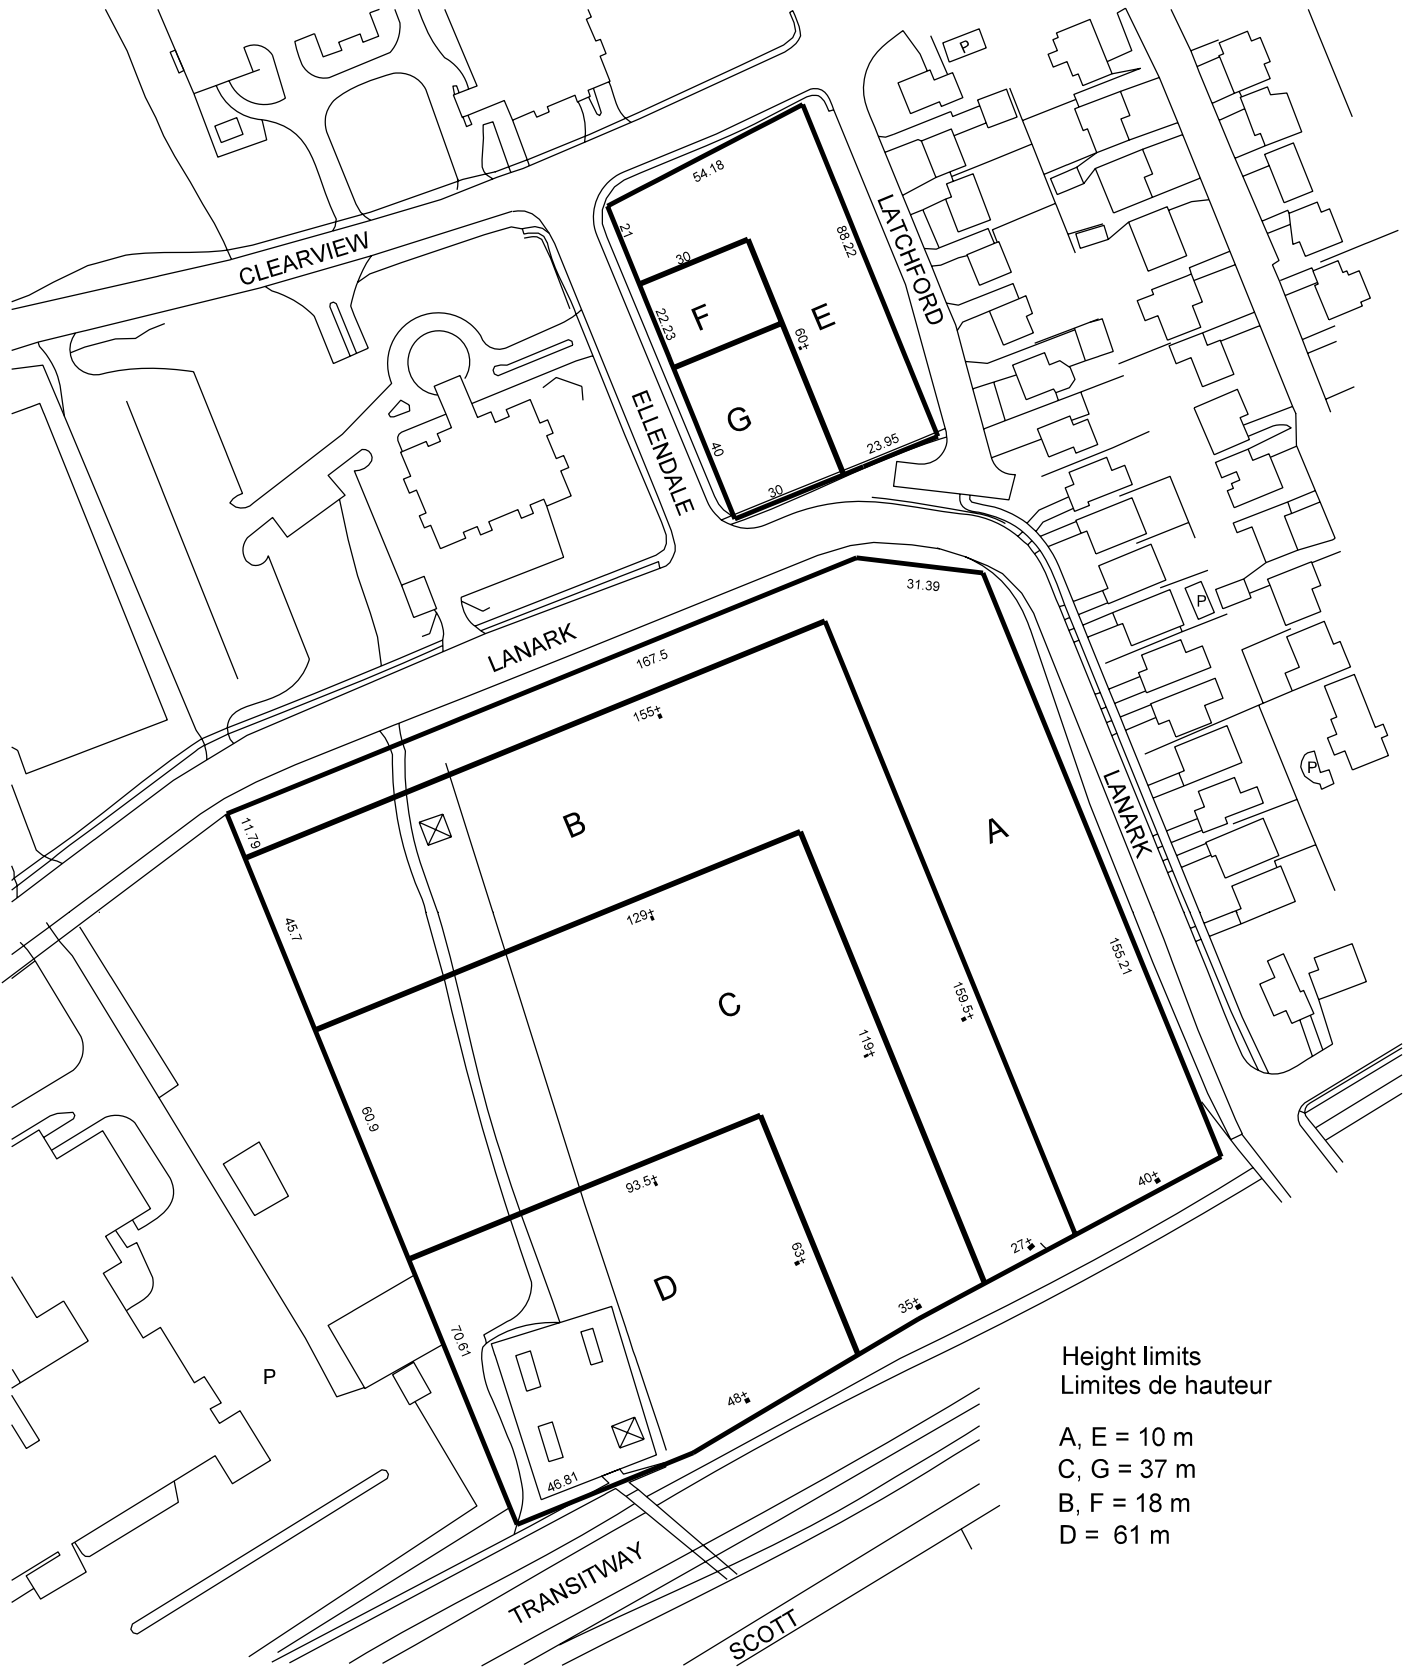 P
54.18
LATCHFORD
21
88.22
CLEARVIEW
30
F
E
22.23
60±
ELLENDALE
G
40
23.95
30
31.39
P
LANARK
167.5
155±
P
LANARK
11.79
B
A
129±
45.7
155.21
C
159.5±
119±
60.9
93.5±
40±
63±
27±
D
35±
70.61
P
48±
46.81
Height limits
Limites de hauteur
A, E = 10 m
C, G = 37 m
B, F = 18 m
D = 61 m
TRANSITWAY
SCOTT